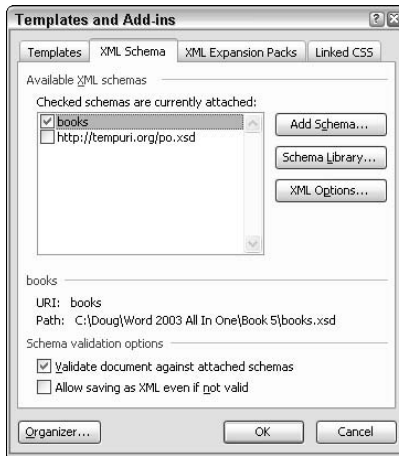 Templates and Add-ins
Templates XML Schema XML Expansion Packs Linked CSS
Available XML schemas
Checked schemas are currently attached:
books
http://tempuri.org/po.xsd
Add Schema...
Schema Library...
XML Options...
books
URI: books
Path: C:\Doug\Word 2003 All In One\Book 5\books.xsd
Schema validation options
Validate document against attached schemas
Allow saving as XML even if not valid
Organizer... OK Cancel